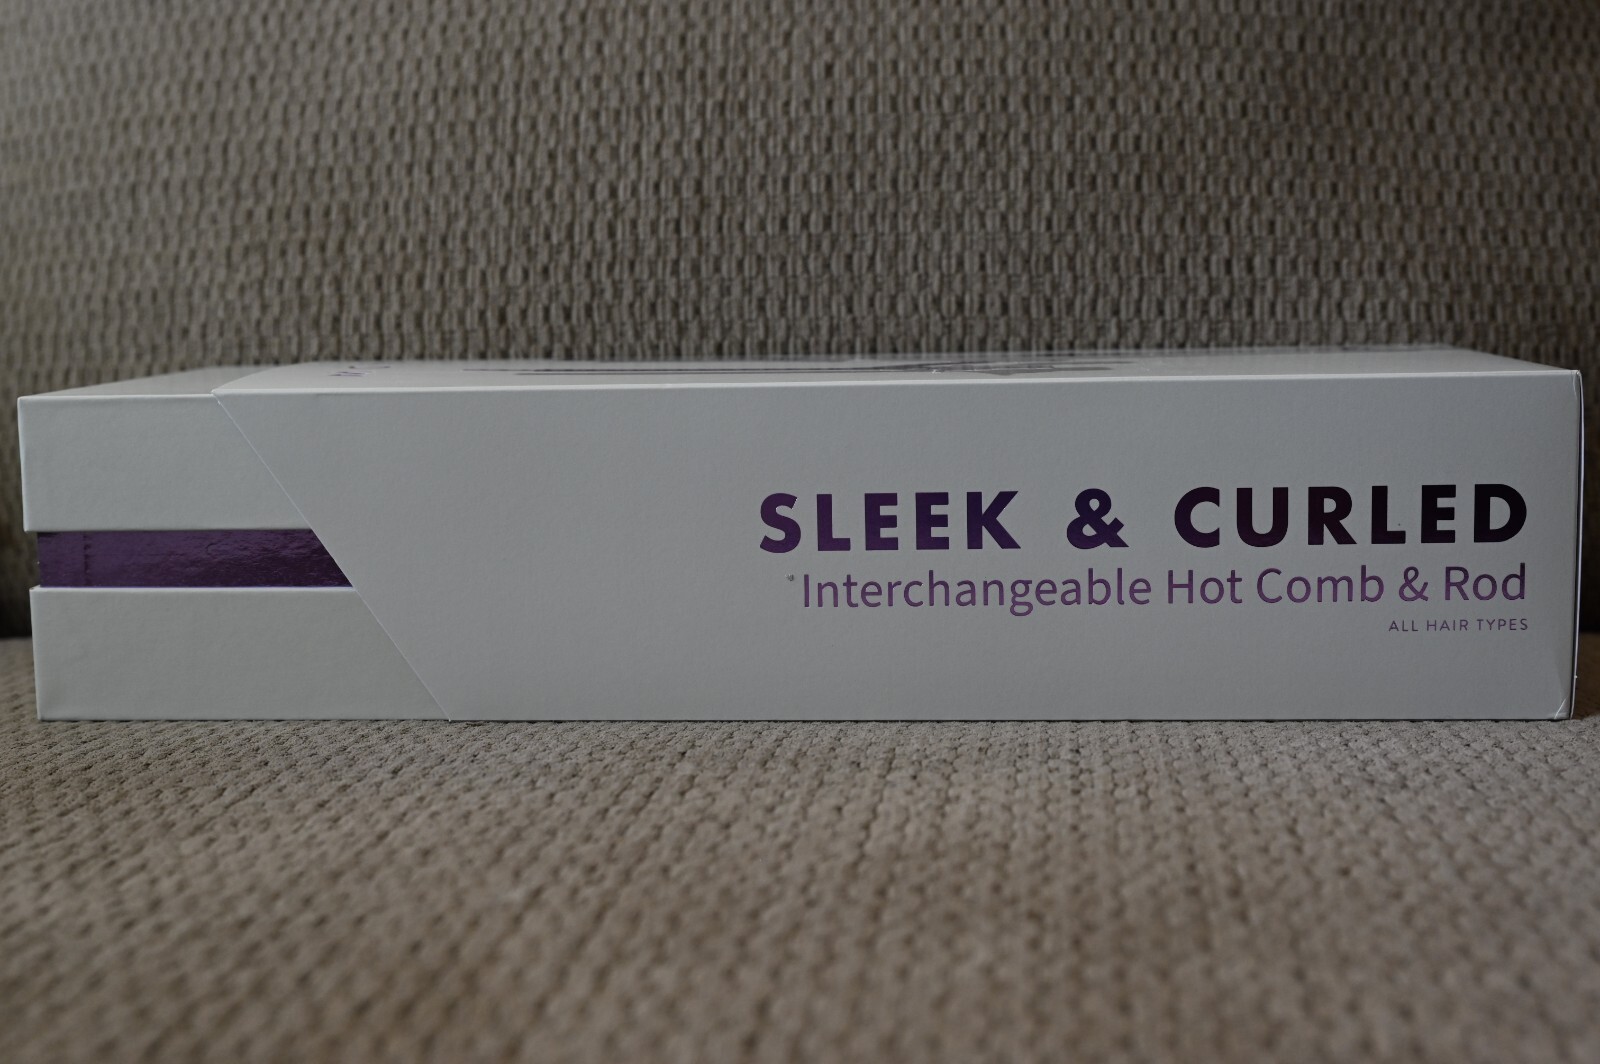 SLEEK & CURLED
Interchangeable Hot Comb & Rod
ALL HAIR TYPES